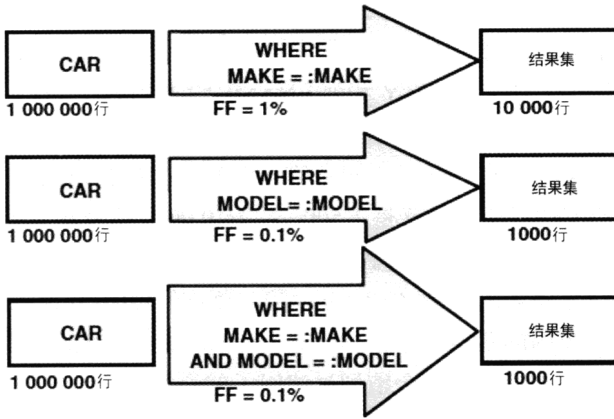 CAR
WHERE
MAKE = :MAKE
结果集
1 000 000行
FF = 1%
10 000行
CAR
WHERE
MODEL= :MODEL
结果集
1 000 000行
FF = 0.1%
1000行
CAR
WHERE
MAKE = :MAKE
AND MODEL = :MODEL
结果集
1 000 000行
FF = 0.1%
1000行